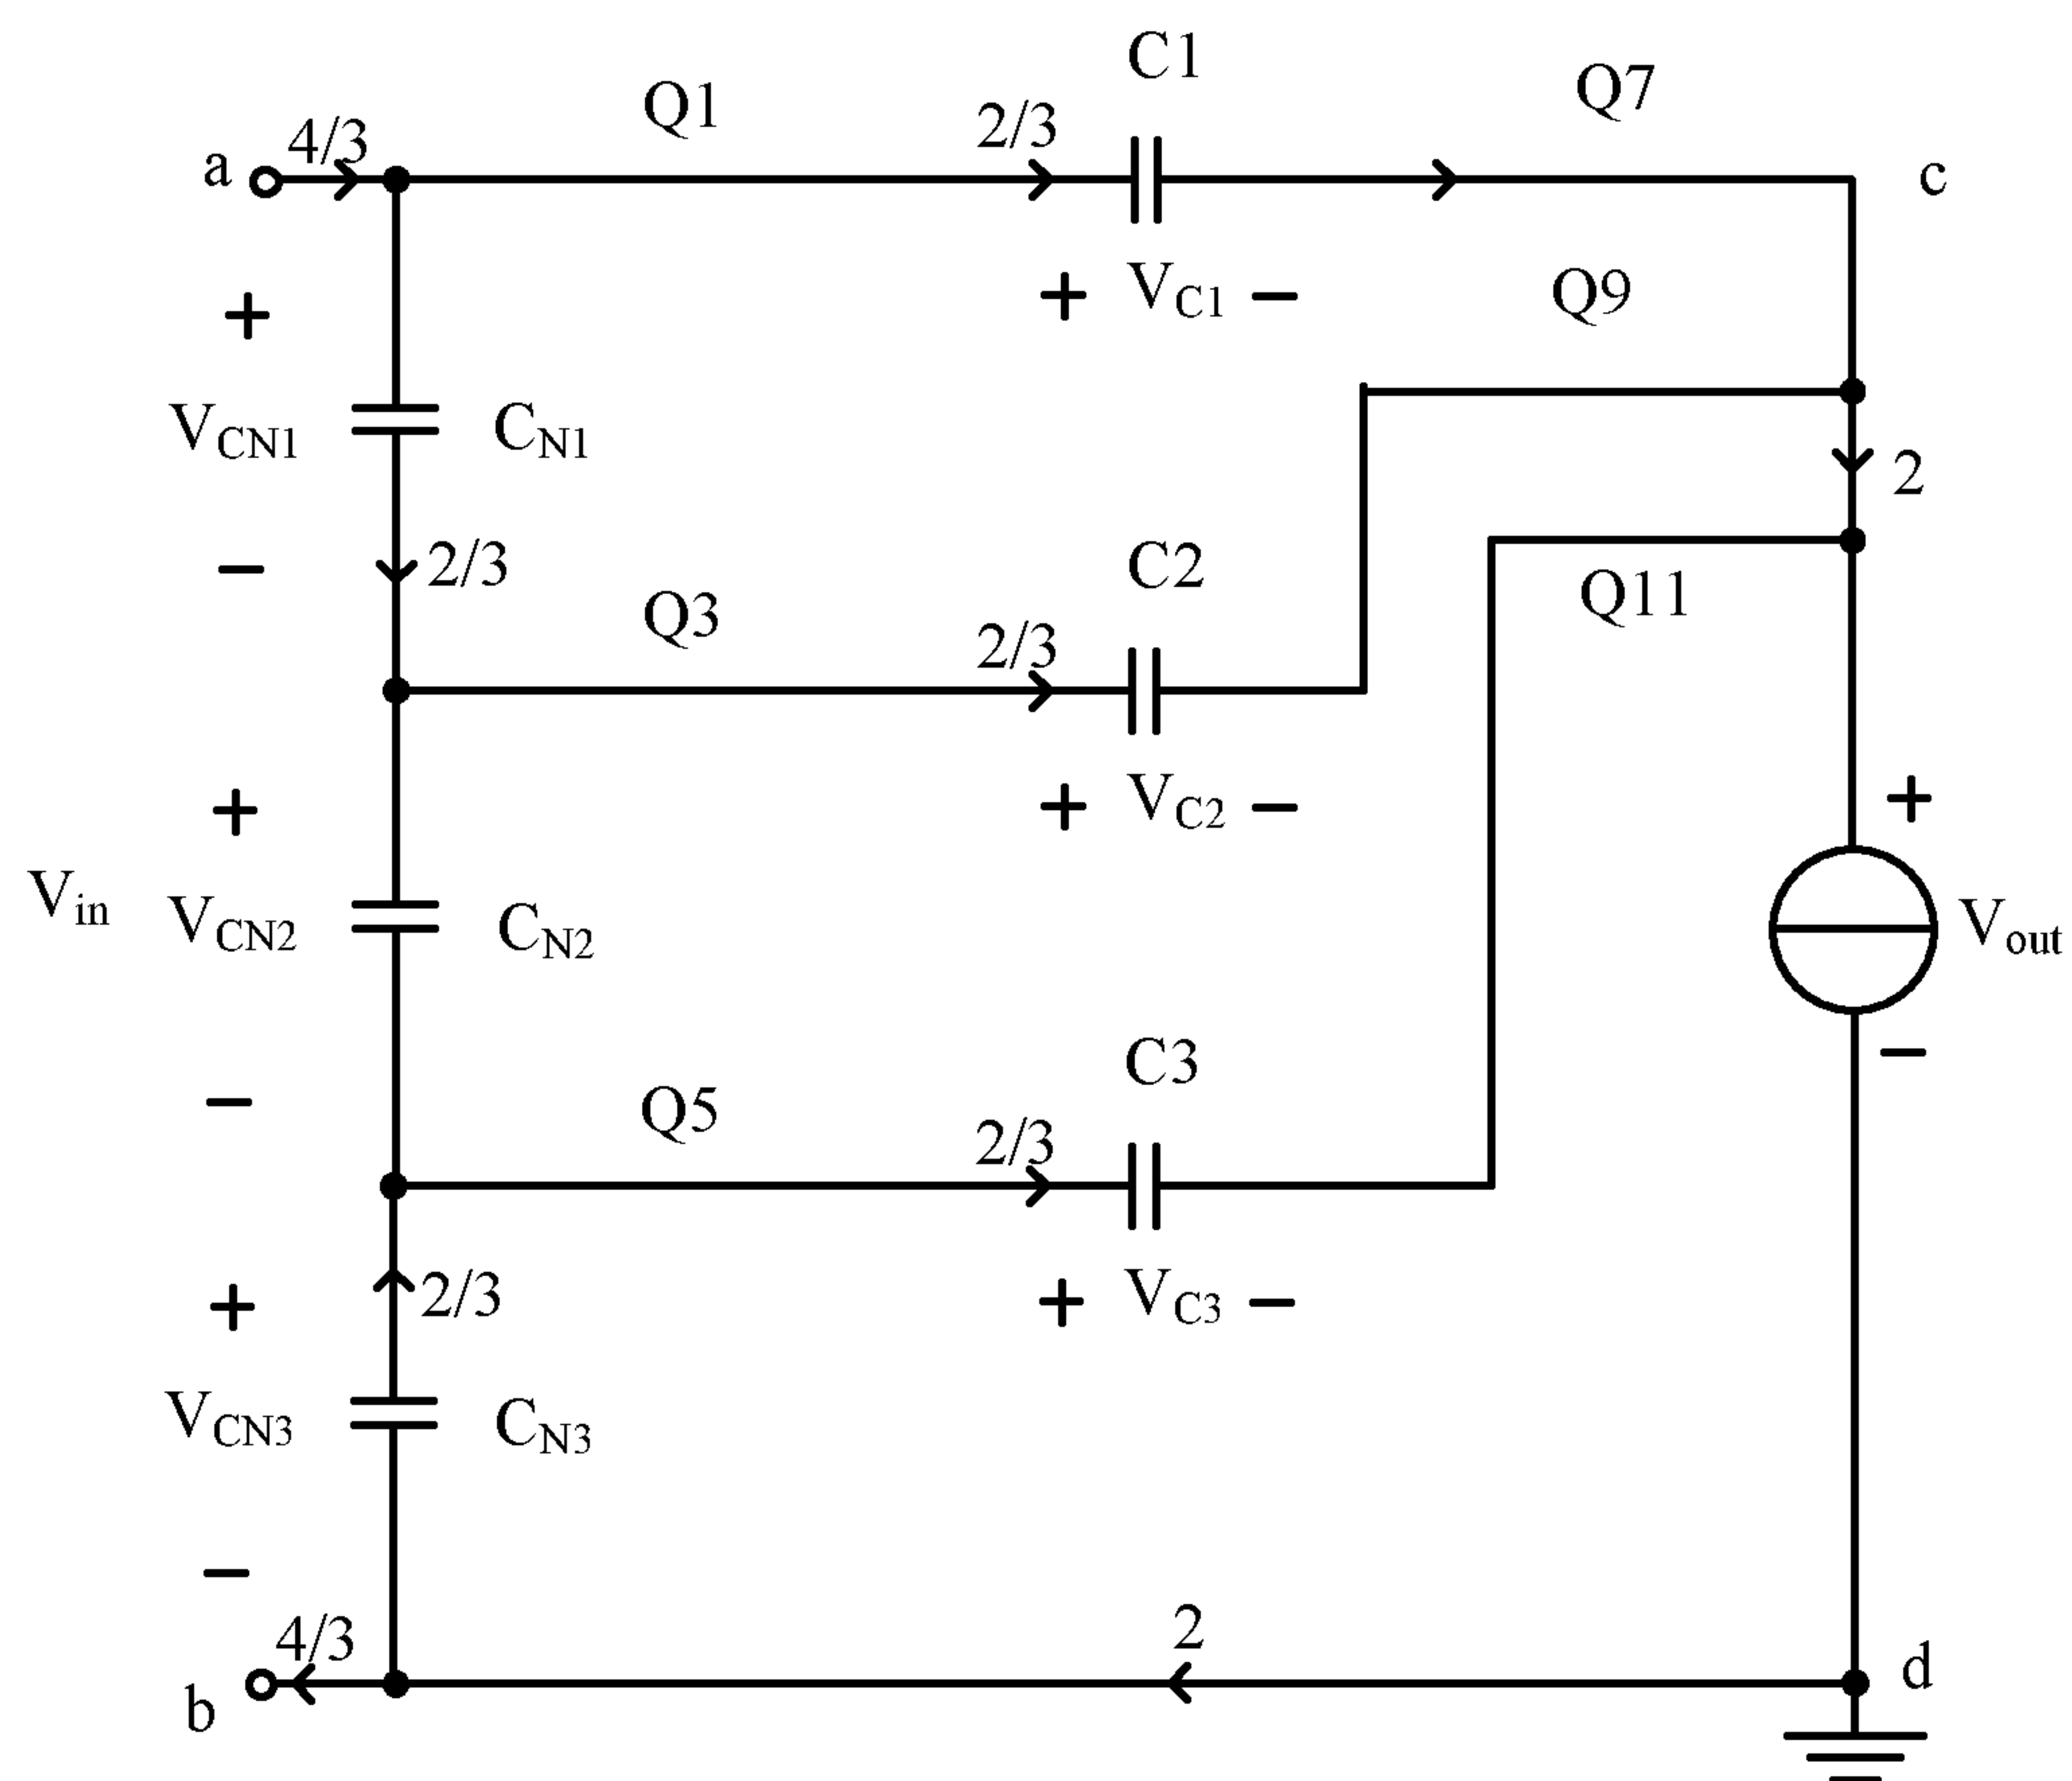 C1
Q1 Q7
4/3 2/3
a c
+ V_C1 −
Q9
+
V_CN1 C_N1
−
2/3
2
C2
Q3 Q11
2/3
+ V_C2 −
+
V_in V_CN2 C_N2
−
+
V_out
−
C3
Q5
2/3
+ V_C3 −
+
2/3
V_CN3 C_N3
−
4/3 2
b d